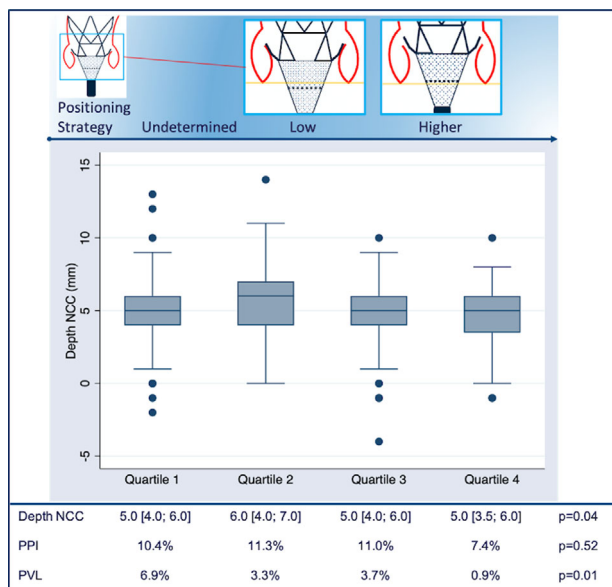 Positioning
Strategy Undetermined Low Higher
Depth NCC (mm)
15
10
5
0
-5
Quartile 1 Quartile 2 Quartile 3 Quartile 4
Depth NCC 5.0 [4.0; 6.0] 6.0 [4.0; 7.0] 5.0 [4.0; 6.0] 5.0 [3.5; 6.0] p=0.04
PPI 10.4% 11.3% 11.0% 7.4% p=0.52
PVL 6.9% 3.3% 3.7% 0.9% p=0.01